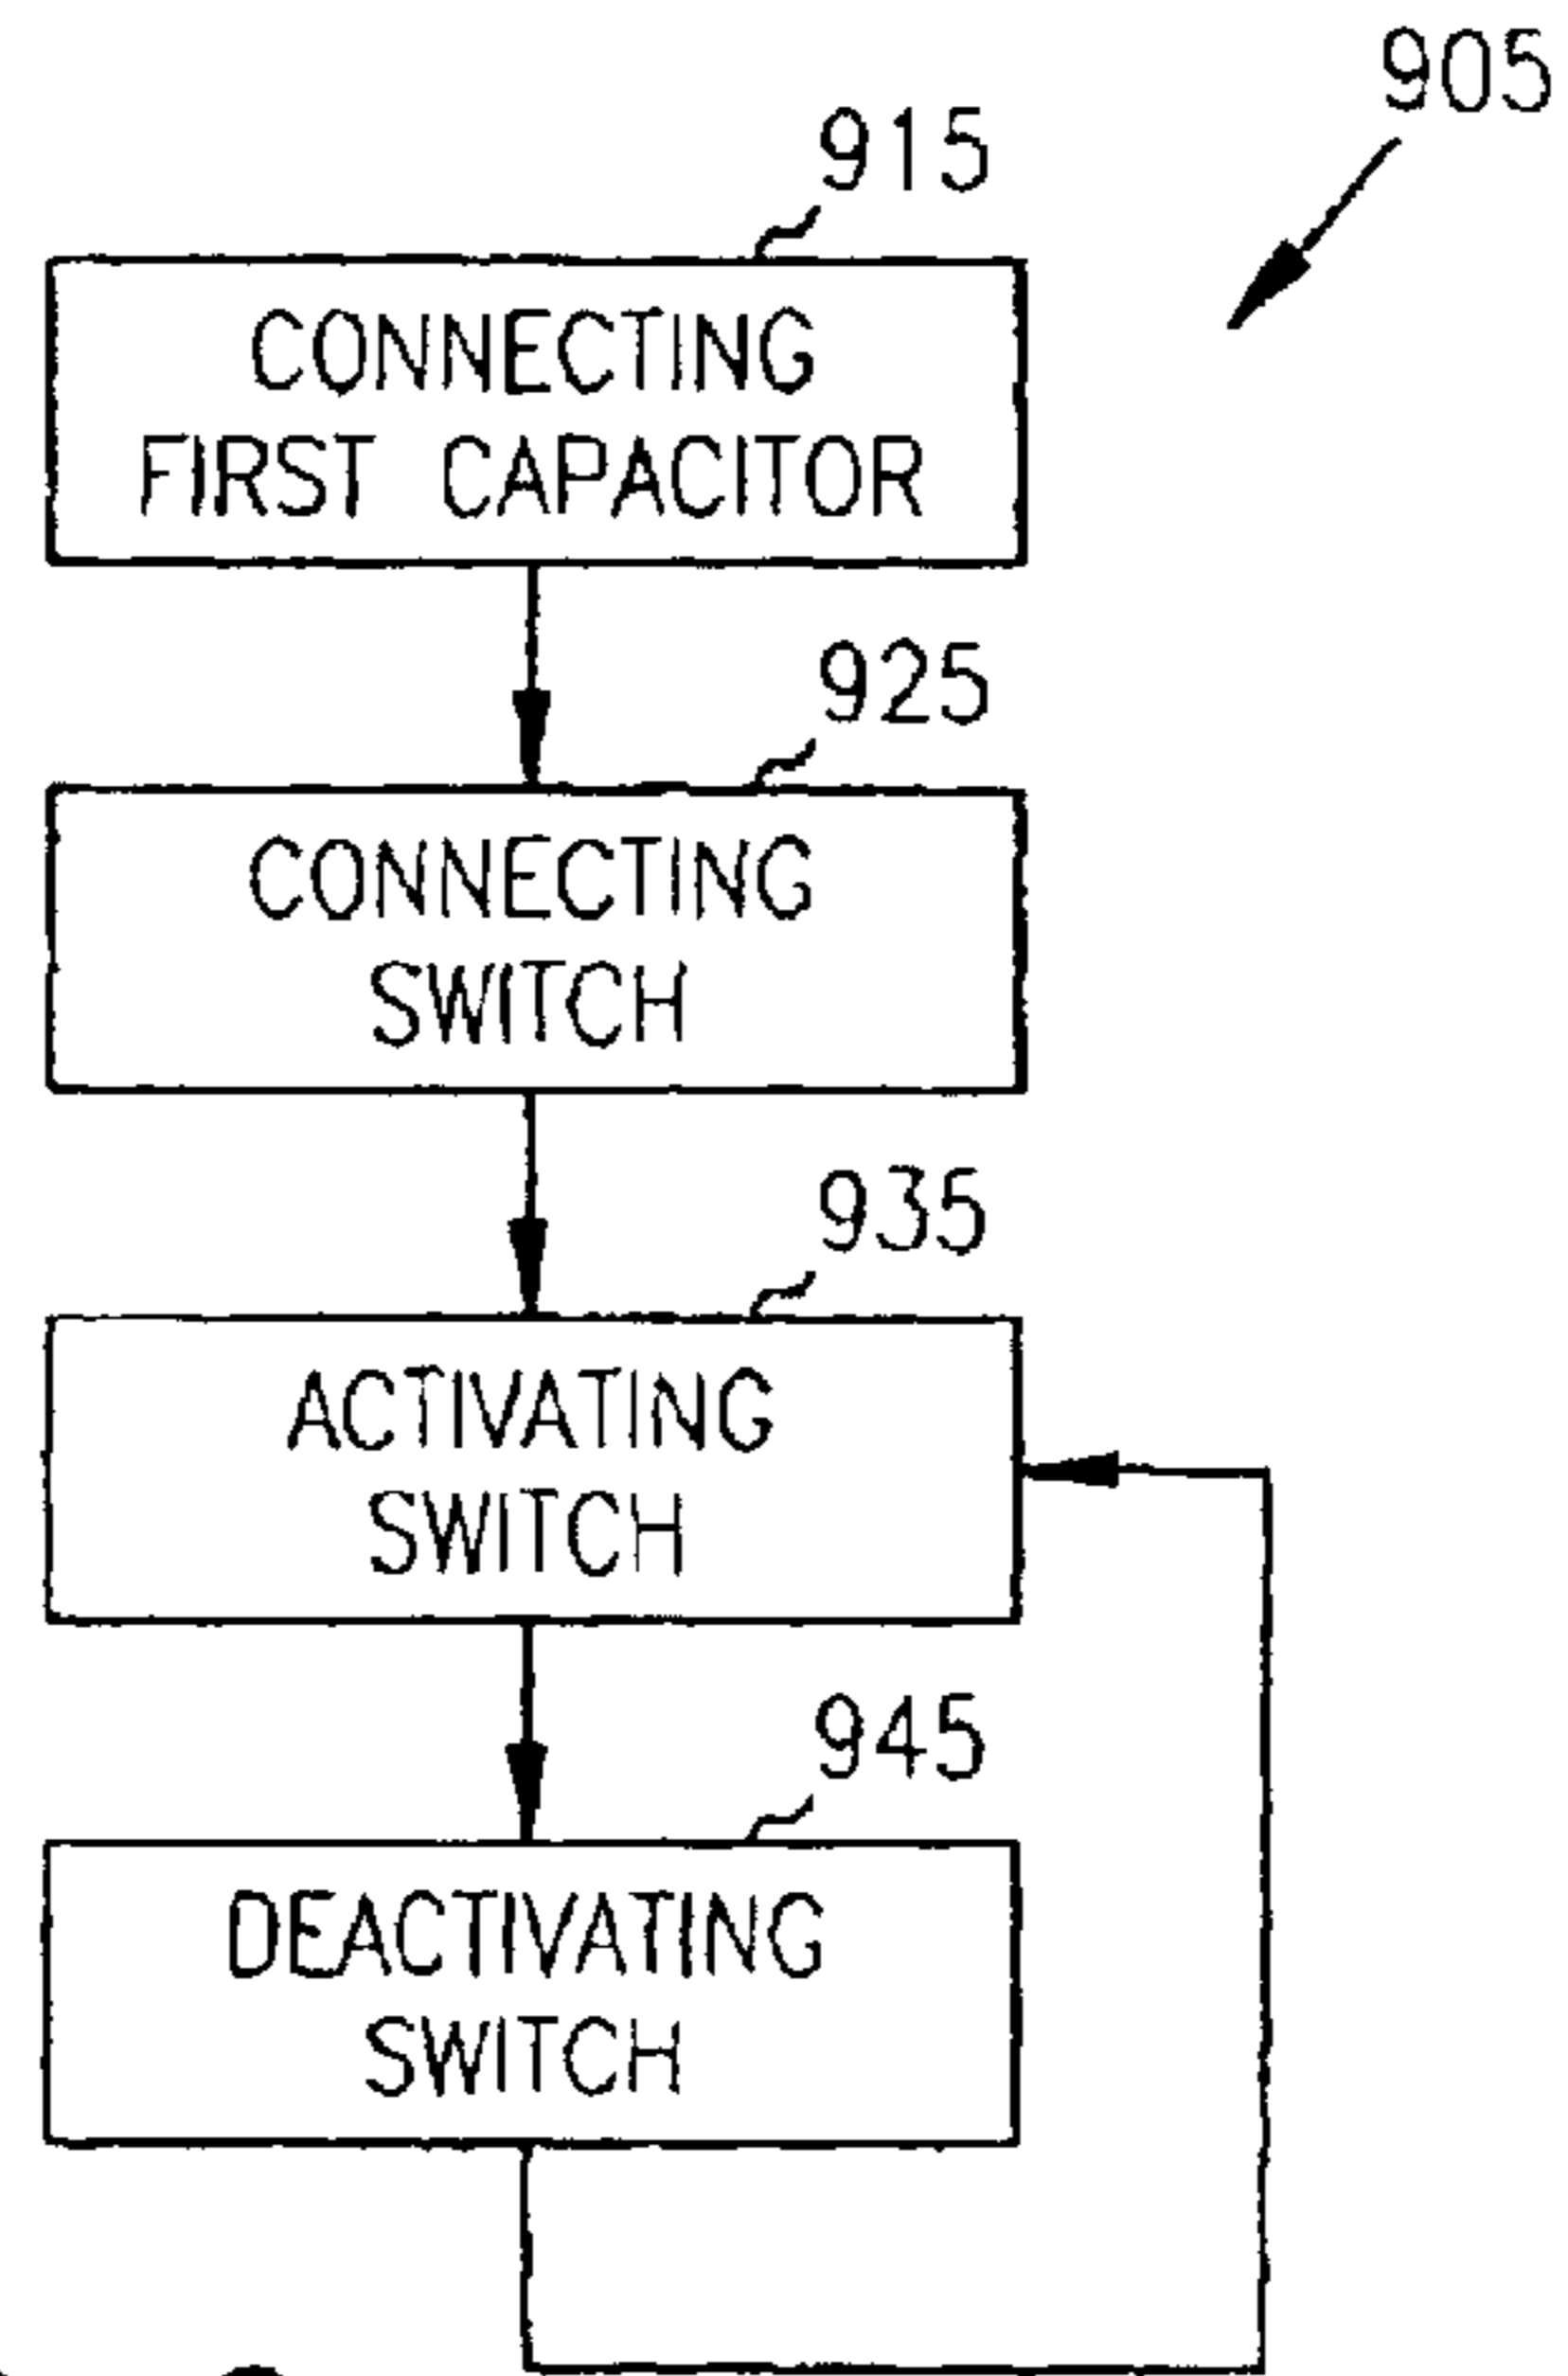 905
915
CONNECTING
FIRST CAPACITOR
925
CONNECTING
SWITCH
935
ACTIVATING
SWITCH
945
DEACTIVATING
SWITCH